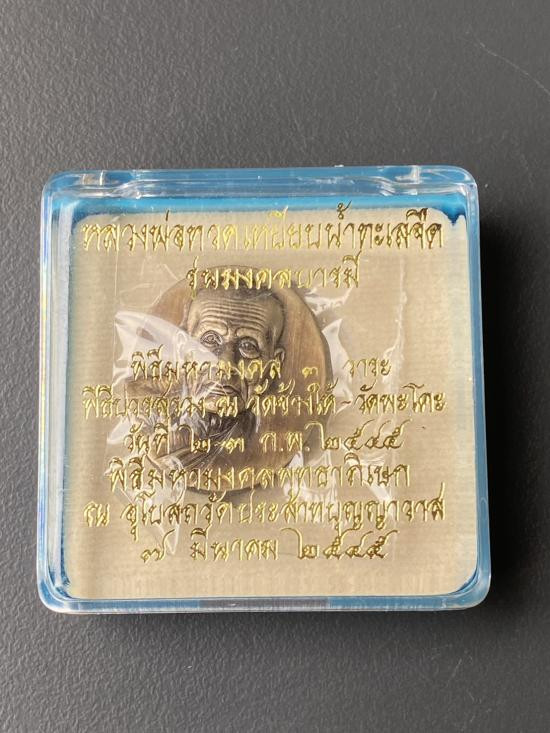 หลวงพ่อทวดเหยียบน้ำทะเลจืด
รุ่นมงคลบารมี
พิธีมหามงคล ๓ วาระ
พิธีบวงสรวง ณ วัดช้างให้ - วัดพะโคะ
วันที่ ๒-๓ ก.พ. ๒๕๔๕
พิธีมหามงคลพุทธาภิเษก
ณ อุโบสถวัดประสาทบุญญาวาส
๗ มีนาคม ๒๕๔๕